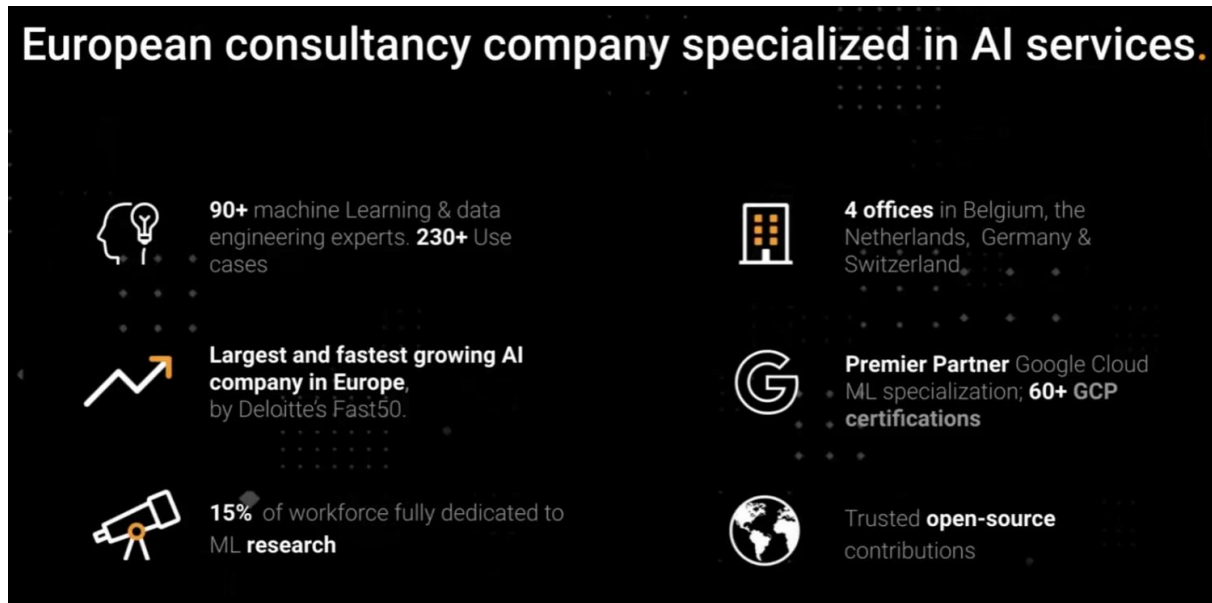 European consultancy company specialized in AI services.
90+ machine Learning & data
engineering experts. 230+ Use
cases
4 offices in Belgium, the
Netherlands, Germany &
Switzerland.
Largest and fastest growing AI
company in Europe,
by Deloitte's Fast50.
Premier Partner Google Cloud
ML specialization; 60+ GCP
certifications
15% of workforce fully dedicated to
ML research
Trusted open-source
contributions